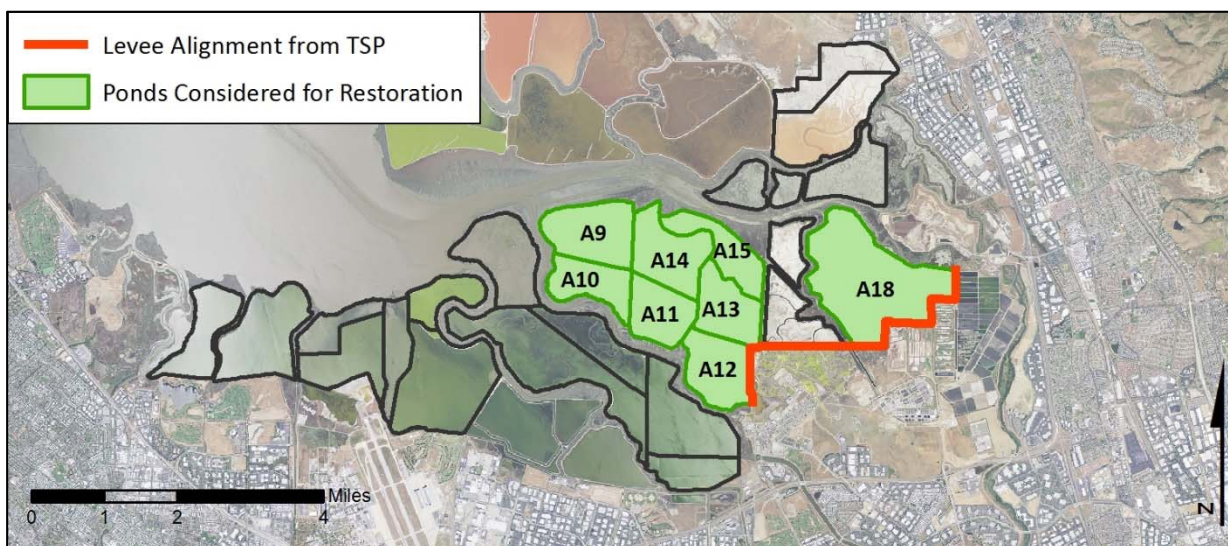 Levee Alignment from TSP
Ponds Considered for Restoration
A9
A14
A15
A10
A11
A13
A18
A12
Miles
0
1
2
4
N